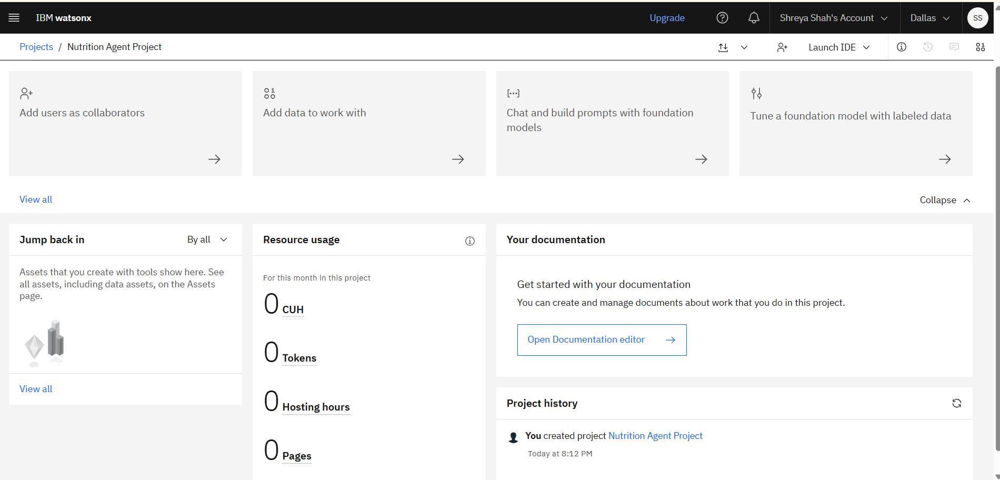 IBM watsonx
Upgrade
Shreya Shah's Account
Dallas
SS
Projects / Nutrition Agent Project
Launch IDE
Add users as collaborators
Add data to work with
Chat and build prompts with foundation
models
Tune a foundation model with labeled data
View all
Collapse
Jump back in
By all
Assets that you create with tools show here. See
all assets, including data assets, on the Assets
page.
View all
Resource usage
For this month in this project
0 CUH
0 Tokens
0 Hosting hours
0 Pages
Your documentation
Get started with your documentation
You can create and manage documents about work that you do in this project.
Open Documentation editor
Project history
You created project Nutrition Agent Project
Today at 8:12 PM